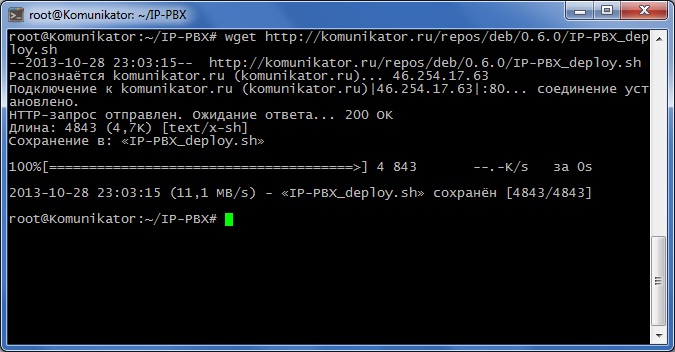 root@Komunikator: ~/IP-PBX
root@Komunikator:~/IP-PBX# wget http://komunikator.ru/repos/deb/0.6.0/IP-PBX_dep
loy.sh
--2013-10-28 23:03:15--  http://komunikator.ru/repos/deb/0.6.0/IP-PBX_deploy.sh
Распознаётся komunikator.ru (komunikator.ru)... 46.254.17.63
Подключение к komunikator.ru (komunikator.ru)|46.254.17.63|:80... соединение уст
ановлено.
HTTP-запрос отправлен. Ожидание ответа... 200 OK
Длина: 4843 (4,7K) [text/x-sh]
Сохранение в: «IP-PBX_deploy.sh»
100%[======================================>] 4 843       --.-K/s   за 0s
2013-10-28 23:03:15 (11,1 MB/s) - «IP-PBX_deploy.sh» сохранён [4843/4843]
root@Komunikator:~/IP-PBX#